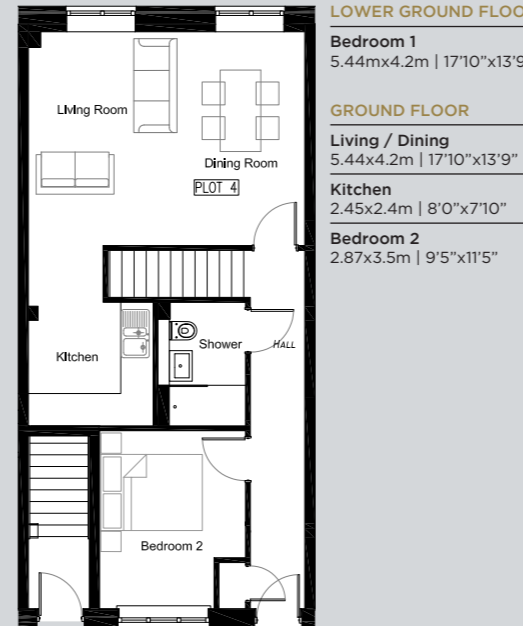 Living Room
Dining Room
PLOT 4
Kitchen
Shower
HALL
Bedroom 2
LOWER GROUND FLOO
Bedroom 1
5.44mx4.2m | 17'10"x13'9
GROUND FLOOR
Living / Dining
5.44x4.2m | 17'10"x13'9"
Kitchen
2.45x2.4m | 8'0"x7'10"
Bedroom 2
2.87x3.5m | 9'5"x11'5"